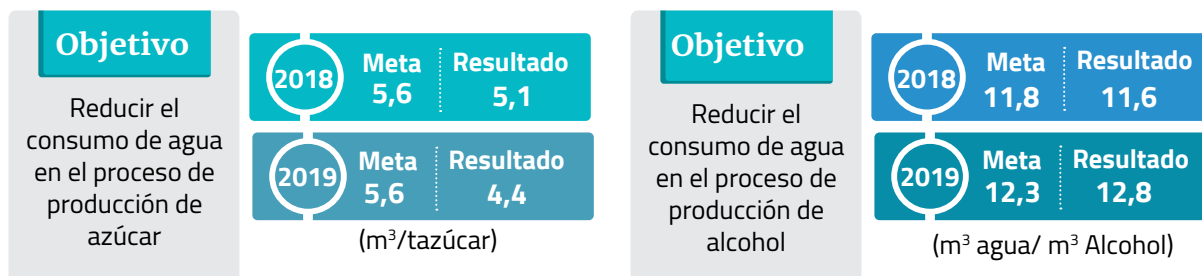 Objetivo
Reducir el
consumo de agua
en el proceso de
producción de
azúcar
2018
Meta
5,6
Resultado
5,1
2019
Meta
5,6
Resultado
4,4
(m³/tazúcar)
Objetivo
Reducir el
consumo de agua
en el proceso de
producción de
alcohol
2018
Meta
11,8
Resultado
11,6
2019
Meta
12,3
Resultado
12,8
(m³ agua/ m³ Alcohol)